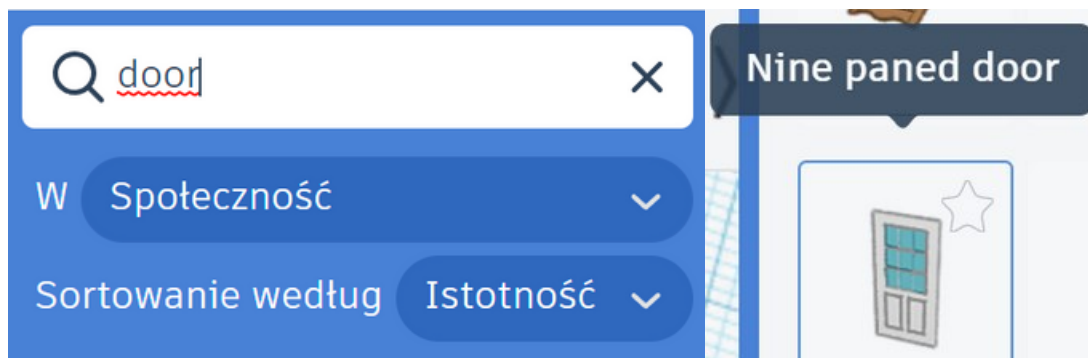 door
W Społeczność
Sortowanie według Istotność
Nine paned door